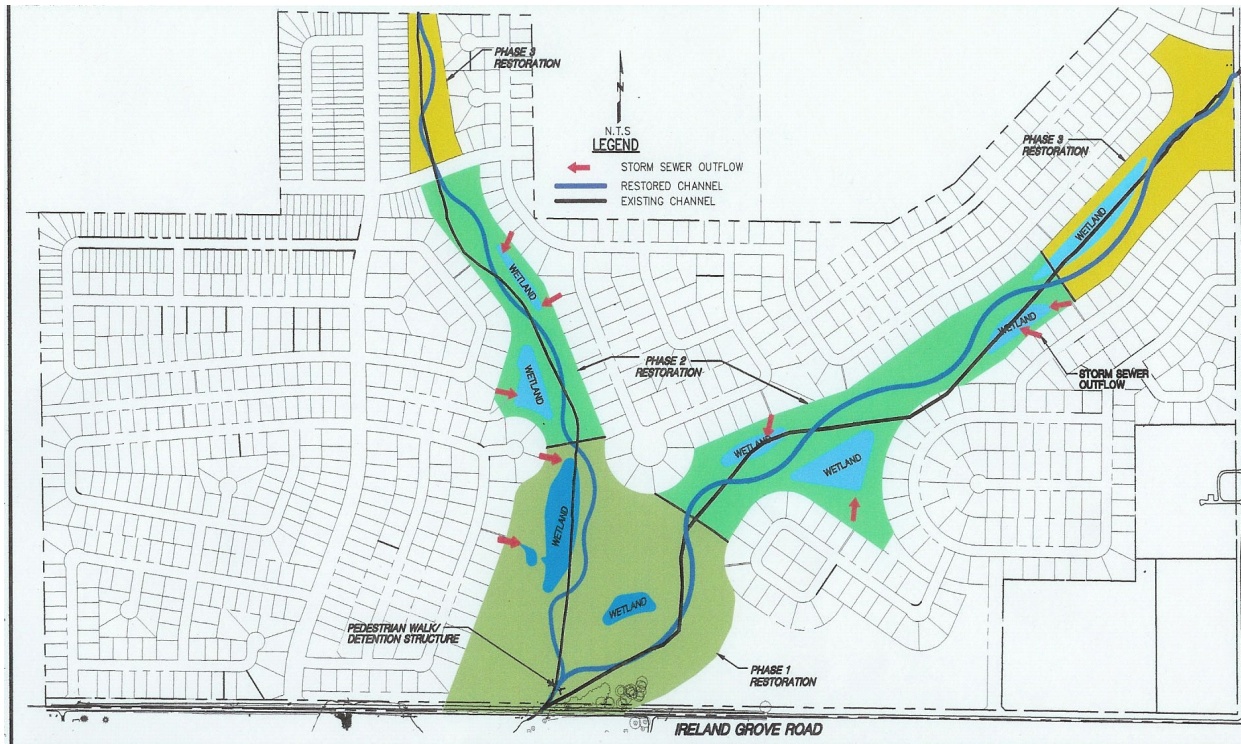 PHASE 3
RESTORATION
N
N.T.S
LEGEND
STORM SEWER OUTFLOW
RESTORED CHANNEL
EXISTING CHANNEL
PHASE 3
RESTORATION
WETLAND
WETLAND
WETLAND
STORM SEWER
OUTFLOW
PHASE 2
RESTORATION
WETLAND
WETLAND
WETLAND
WETLAND
WETLAND
PEDESTRIAN WALK/
DETENTION STRUCTURE
PHASE 1
RESTORATION
IRELAND GROVE ROAD